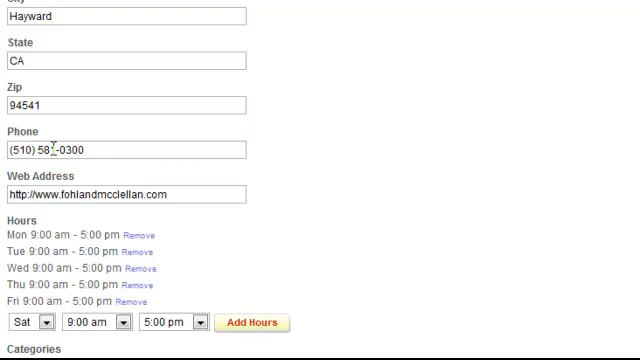 City
Hayward
State
CA
Zip
94541
Phone
(510) 58 -0300
Web Address
http://www.fohlandmcclellan.com
Hours
Mon 9:00 am - 5:00 pm Remove
Tue 9:00 am - 5:00 pm Remove
Wed 9:00 am - 5:00 pm Remove
Thu 9:00 am - 5:00 pm Remove
Fri 9:00 am - 5:00 pm Remove
Sat 9:00 am 5:00 pm Add Hours
Categories